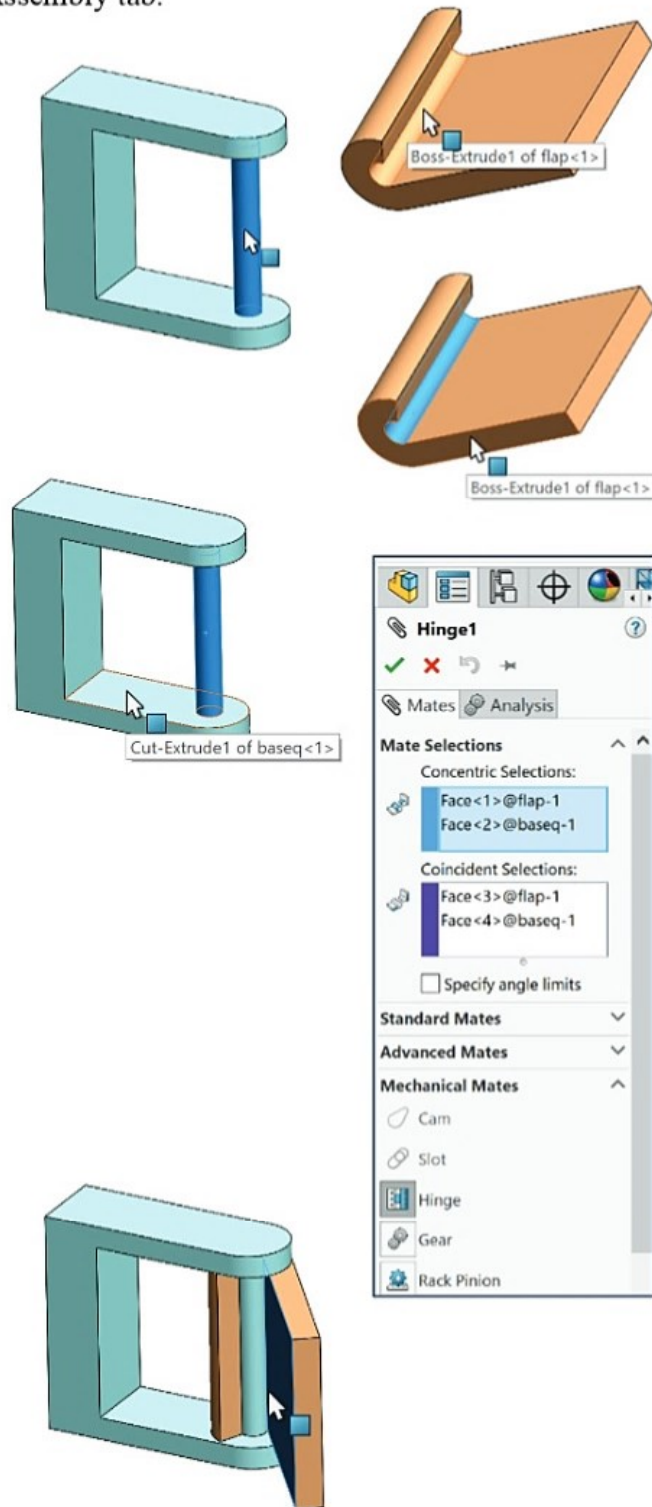 Assembly tab.
Boss-Extrude1 of flap<1>
Boss-Extrude1 of flap<1>
Cut-Extrude1 of baseq<1>
Hinge1
?
Mates Analysis
Mate Selections
Concentric Selections:
Face<1>@flap-1
Face<2>@baseq-1
Coincident Selections:
Face<3>@flap-1
Face<4>@baseq-1
Specify angle limits
Standard Mates
Advanced Mates
Mechanical Mates
Cam
Slot
Hinge
Gear
Rack Pinion